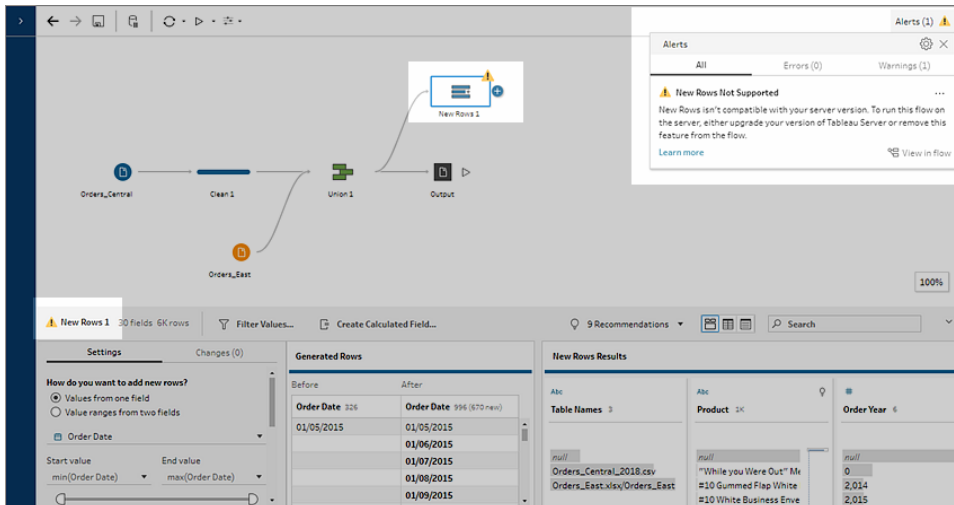 Alerts (1)
Alerts
All
Errors (0)
Warnings (1)
New Rows Not Supported
New Rows isn't compatible with your server version. To run this flow on
the server, either upgrade your version of Tableau Server or remove this
feature from the flow.
Learn more
View in flow
New Rows 1
Orders_Central
Clean 1
Union 1
Output
Orders_East
100%
New Rows 1
30 fields 6K rows
Filter Values...
Create Calculated Field...
9 Recommendations
Search
Settings
Changes (0)
How do you want to add new rows?
Values from one field
Value ranges from two fields
Order Date
Start value
End value
min(Order Date)
max(Order Date)
Generated Rows
Before
After
Order Date 326
Order Date 996 (670 new)
01/05/2015
01/05/2015
01/06/2015
01/07/2015
01/08/2015
01/09/2015
New Rows Results
Abc
Table Names 3
null
Orders_Central_2018.csv
Orders_East.xlsx/Orders_East
Abc
Product 1K
null
"While you Were Out" Me
#10 Gummed Flap White
#10 White Business Enve
#
Order Year 6
null
0
2,014
2,015